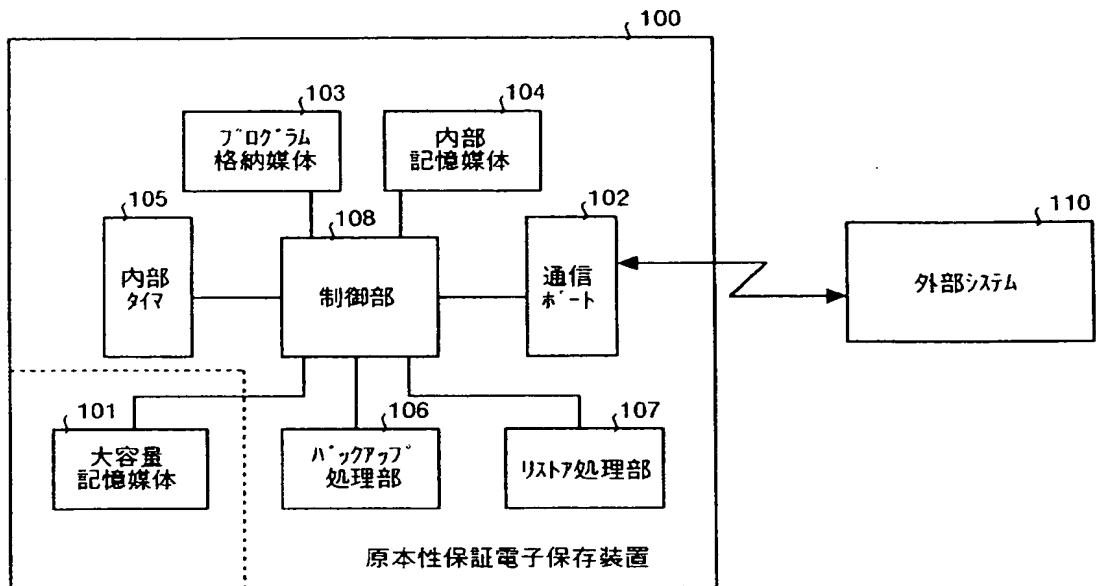 100
103
104
プログラム
格納媒体
内部
記憶媒体
105
108
102
110
内部
タイマ
制御部
通信
ポート
外部システム
101
106
107
大容量
記憶媒体
バックアップ
処理部
リストア処理部
原本性保証電子保存装置